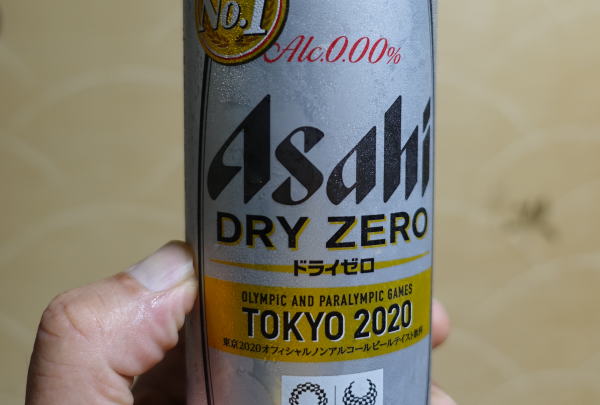 No.1
Alc.0.00%
Asahi
DRY ZERO
ドライゼロ
OLYMPIC AND PARALYMPIC GAMES
TOKYO 2020
東京2020オフィシャルノンアルコールビールテイスト飲料